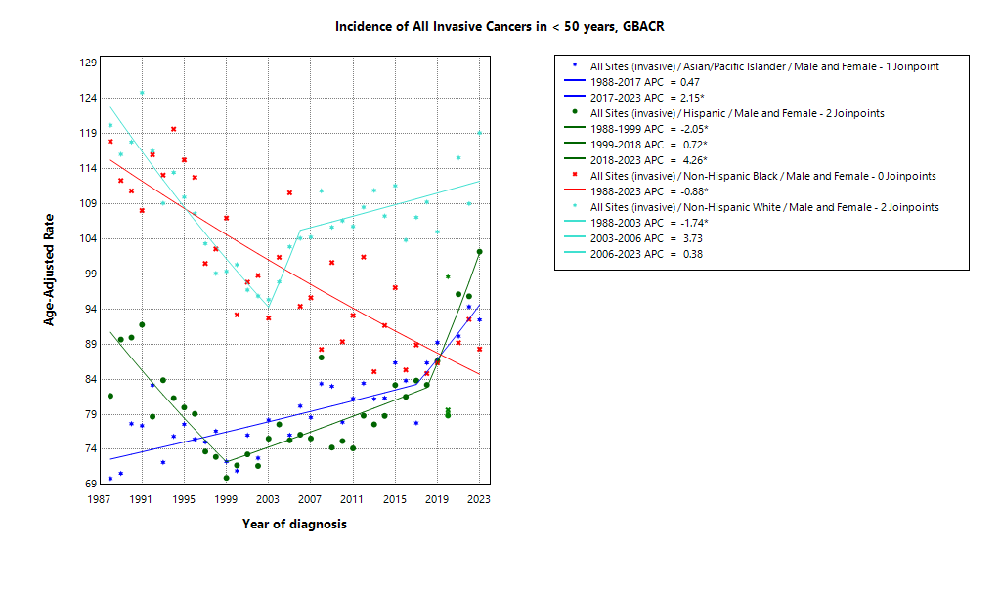 Incidence of All Invasive Cancers in < 50 years, GBACR
129
124
119
114
109
104
99
94
89
84
79
74
69
Age-Adjusted Rate
1987 1991 1995 1999 2003 2007 2011 2015 2019 2023
Year of diagnosis
All Sites (invasive) / Asian/Pacific Islander / Male and Female - 1 Joinpoint
1988-2017 APC = 0.47
2017-2023 APC = 2.15*
All Sites (invasive) / Hispanic / Male and Female - 2 Joinpoints
1988-1999 APC = -2.05*
1999-2018 APC = 0.72*
2018-2023 APC = 4.26*
All Sites (invasive) / Non-Hispanic Black / Male and Female - 0 Joinpoints
1988-2023 APC = -0.88*
All Sites (invasive) / Non-Hispanic White / Male and Female - 2 Joinpoints
1988-2003 APC = -1.74*
2003-2006 APC = 3.73
2006-2023 APC = 0.38